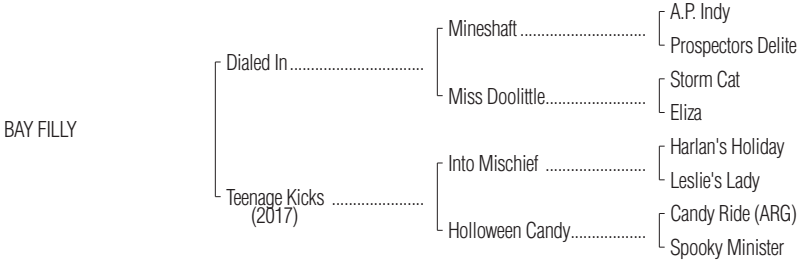 A.P. Indy
Mineshaft
Prospectors Delite
Dialed In
Storm Cat
Miss Doolittle
Eliza
BAY FILLY
Harlan's Holiday
Into Mischief
Leslie's Lady
Teenage Kicks
(2017)
Candy Ride (ARG)
Holloween Candy
Spooky Minister